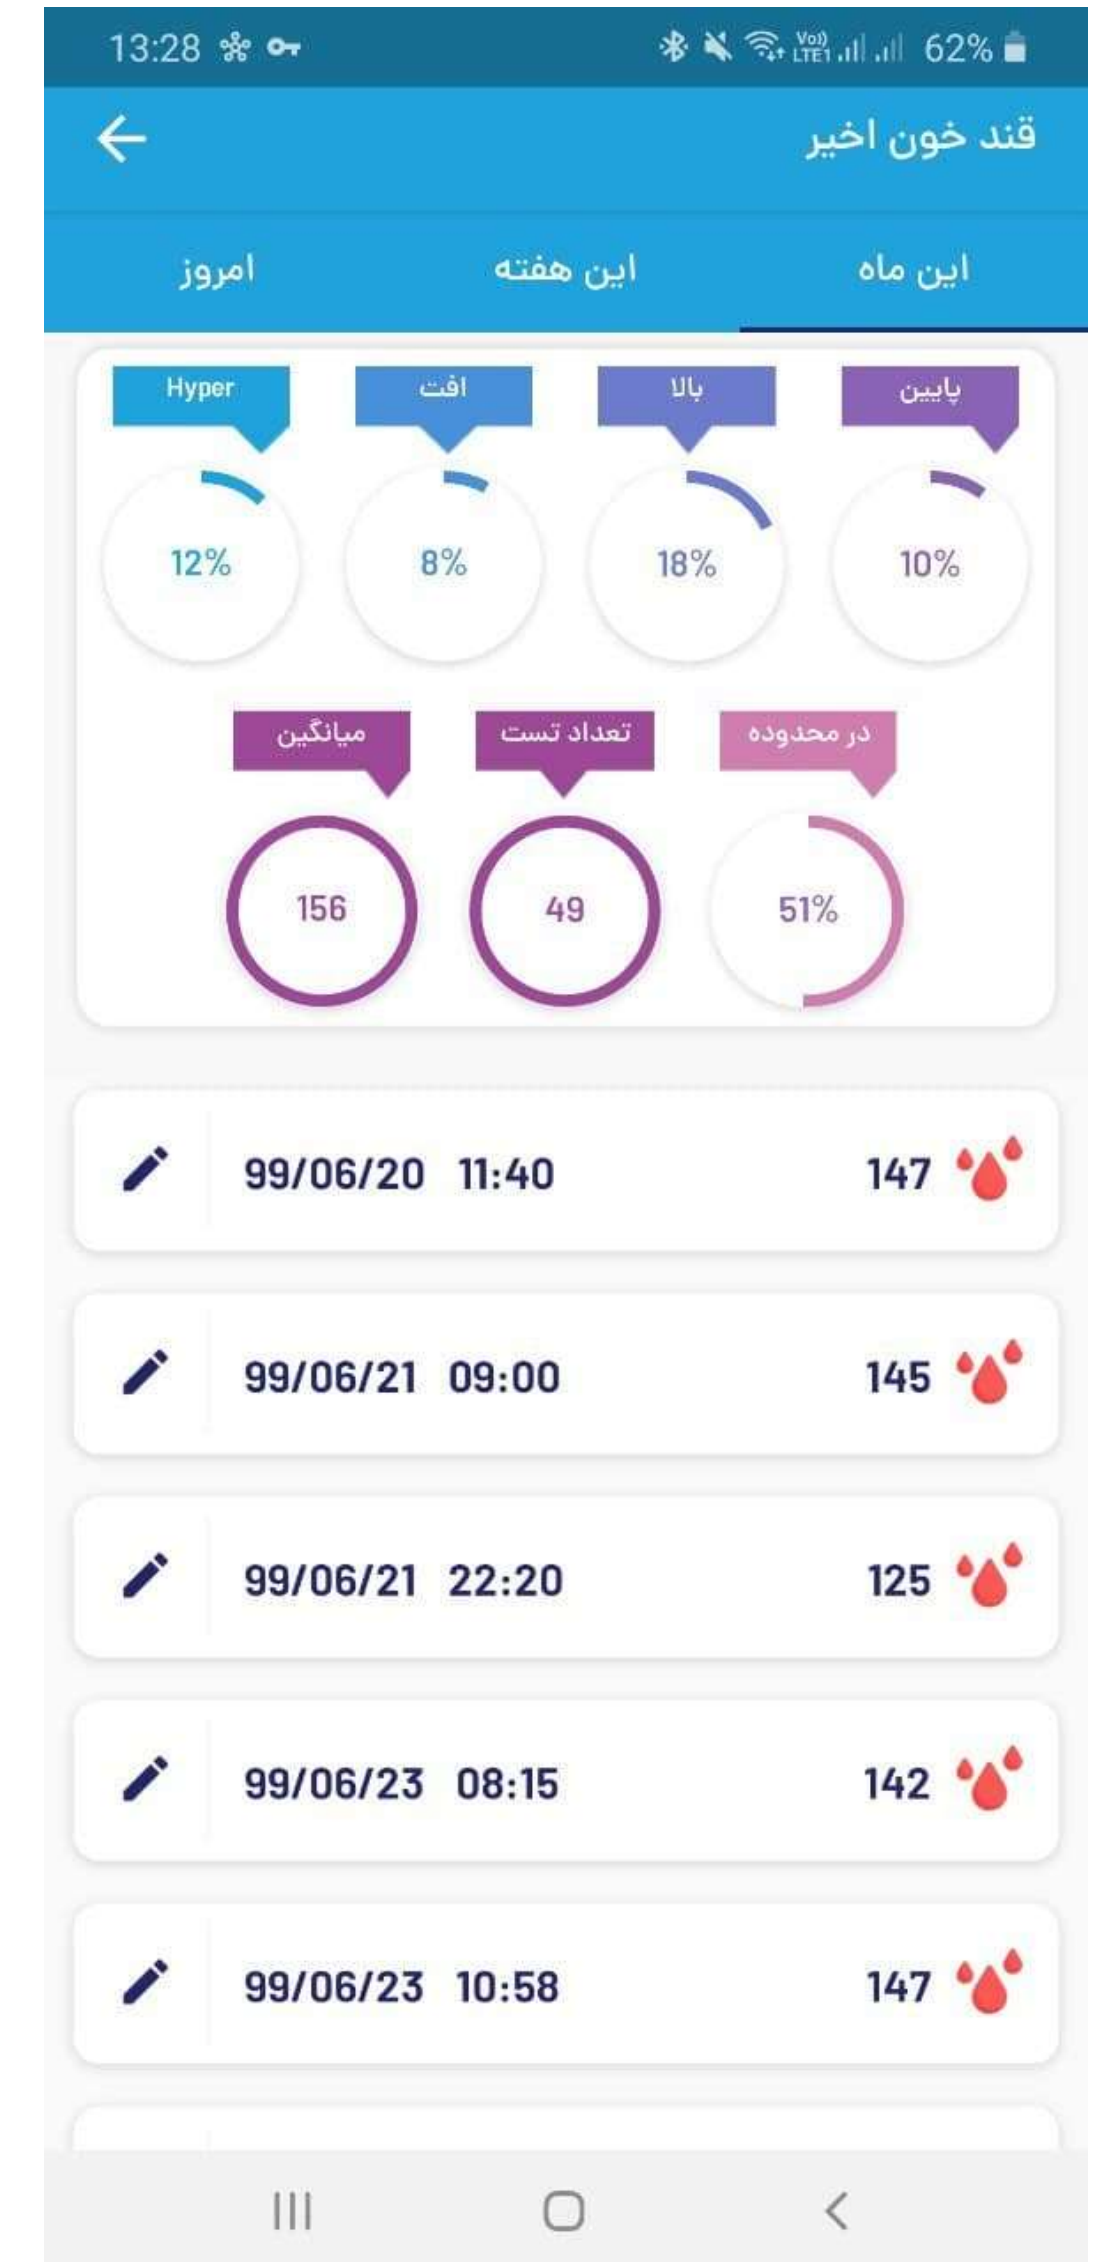 13:28 Vo)) LTE1 62%
قند خون اخیر
این ماه این هفته امروز
پایین بالا افت Hyper
12% 8% 18% 10%
در محدوده تعداد تست میانگین
156 49 51%
99/06/20 11:40 147
99/06/21 09:00 145
99/06/21 22:20 125
99/06/23 08:15 142
99/06/23 10:58 147